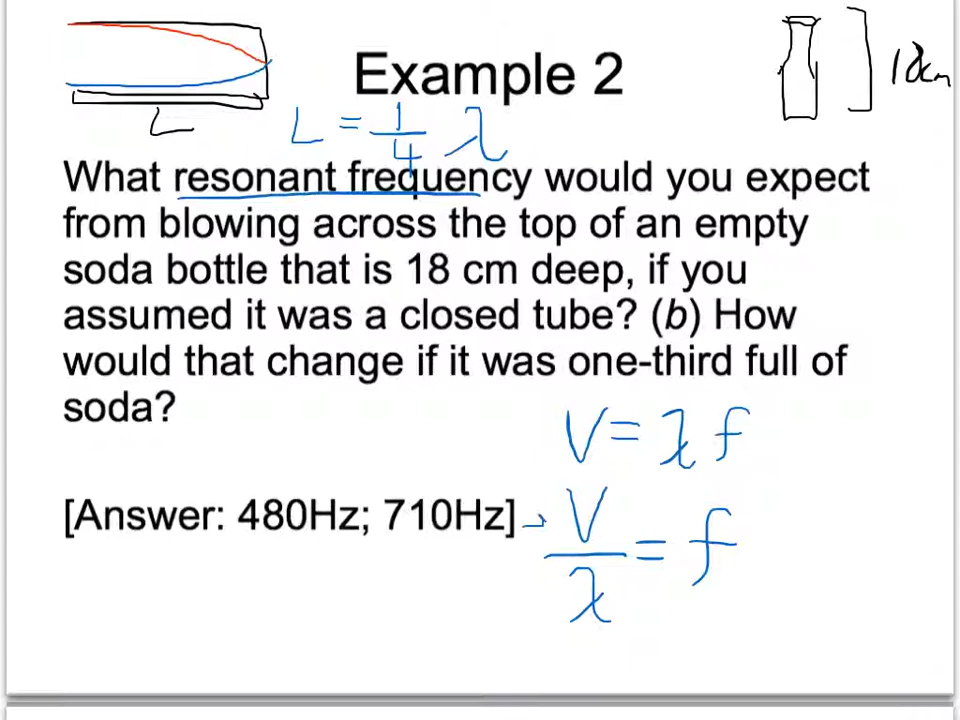 Example 2
18cm
L
L = 1/4 λ
What resonant frequency would you expect
from blowing across the top of an empty
soda bottle that is 18 cm deep, if you
assumed it was a closed tube? (b) How
would that change if it was one-third full of
soda?
V = λ f
[Answer: 480Hz; 710Hz] → V/λ = f